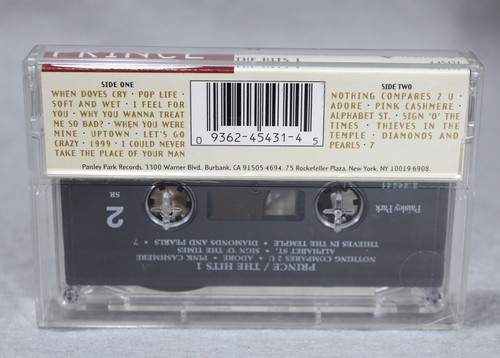 PRINCE
THE HITS 1
SIDE ONE
WHEN DOVES CRY · POP LIFE ·
SOFT AND WET · I FEEL FOR
YOU · WHY YOU WANNA TREAT
ME SO BAD? · WHEN YOU WERE
MINE · UPTOWN · LET'S GO
CRAZY · 1999 · I COULD NEVER
TAKE THE PLACE OF YOUR MAN
0 9362-45431-4 5
SIDE TWO
NOTHING COMPARES 2 U ·
ADORE · PINK CASHMERE ·
ALPHABET ST. · SIGN 'O' THE
TIMES · THIEVES IN THE
TEMPLE · DIAMONDS AND
PEARLS · 7
Paisley Park Records, 3300 Warner Blvd., Burbank, CA 91505-4694. 75 Rockefeller Plaza, New York, NY 10019-6908.
2
SR
Paisley Park
PRINCE / THE HITS 1
NOTHING COMPARES 2 U · ADORE · PINK CASHMERE
ALPHABET ST. · SIGN 'O' THE TIMES
THIEVES IN THE TEMPLE · DIAMONDS AND PEARLS · 7